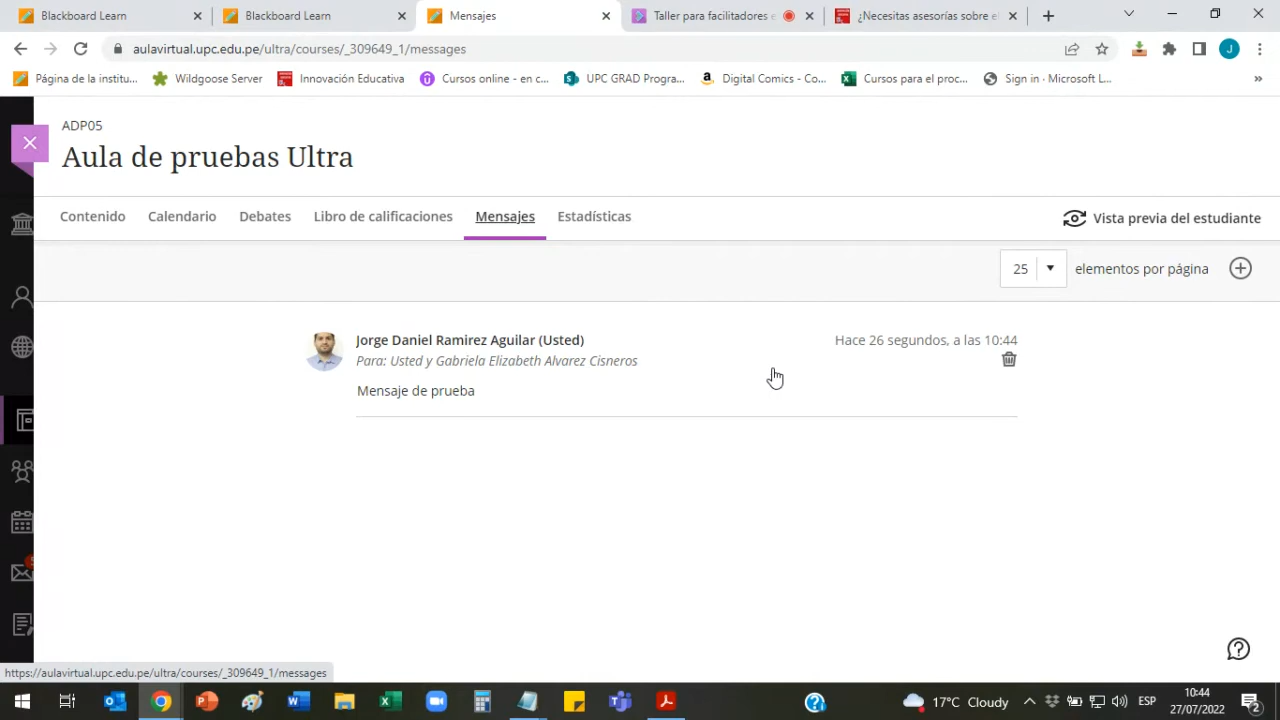 Blackboard Learn
Blackboard Learn
Mensajes
Taller para facilitadores e
¿Necesitas asesorías sobre el
aulavirtual.upc.edu.pe/ultra/courses/_309649_1/messages
J
Página de la institu...
Wildgoose Server
Innovación Educativa
Cursos online - en c...
UPC GRAD Progra...
Digital Comics - Co...
Cursos para el proc...
Sign in · Microsoft L...
»
ADP05
Aula de pruebas Ultra
Contenido
Calendario
Debates
Libro de calificaciones
Mensajes
Estadísticas
Vista previa del estudiante
25
elementos por página
Jorge Daniel Ramirez Aguilar (Usted)
Hace 26 segundos, a las 10:44
Para: Usted y Gabriela Elizabeth Alvarez Cisneros
Mensaje de prueba
https://aulavirtual.upc.edu.pe/ultra/courses/_309649_1/messages
17°C Cloudy
ESP
10:44
27/07/2022
2